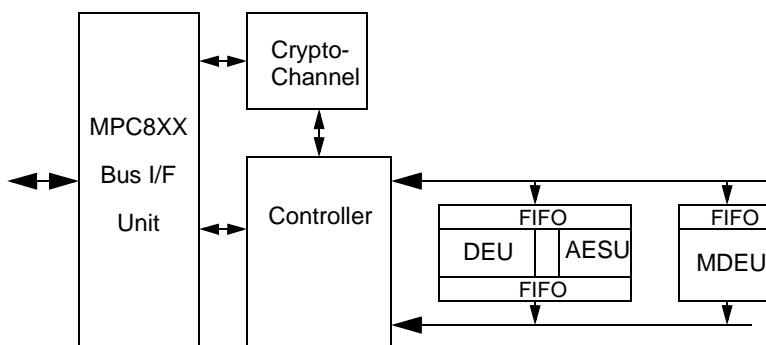 Crypto-
Channel
MPC8XX
Bus I/F
Unit
Controller
FIFO
DEU
AESU
FIFO
FIFO
MDEU